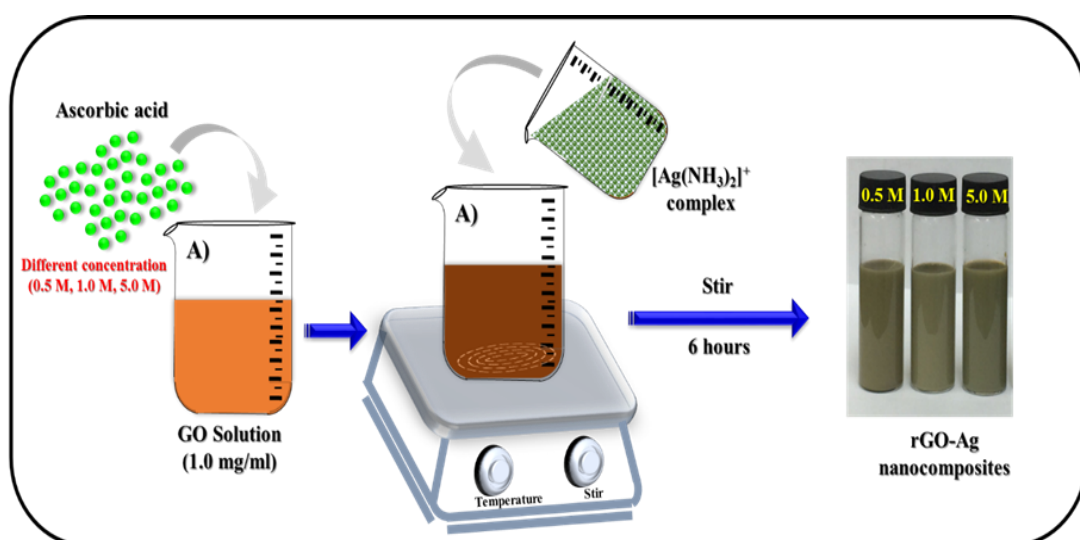 Ascorbic acid
Different concentration
(0.5 M, 1.0 M, 5.0 M)
A)
GO Solution
(1.0 mg/ml)
A)
[Ag(NH₃)₂]⁺
complex
Temperature
Stir
Stir
6 hours
0.5 M
1.0 M
5.0 M
rGO-Ag
nanocomposites